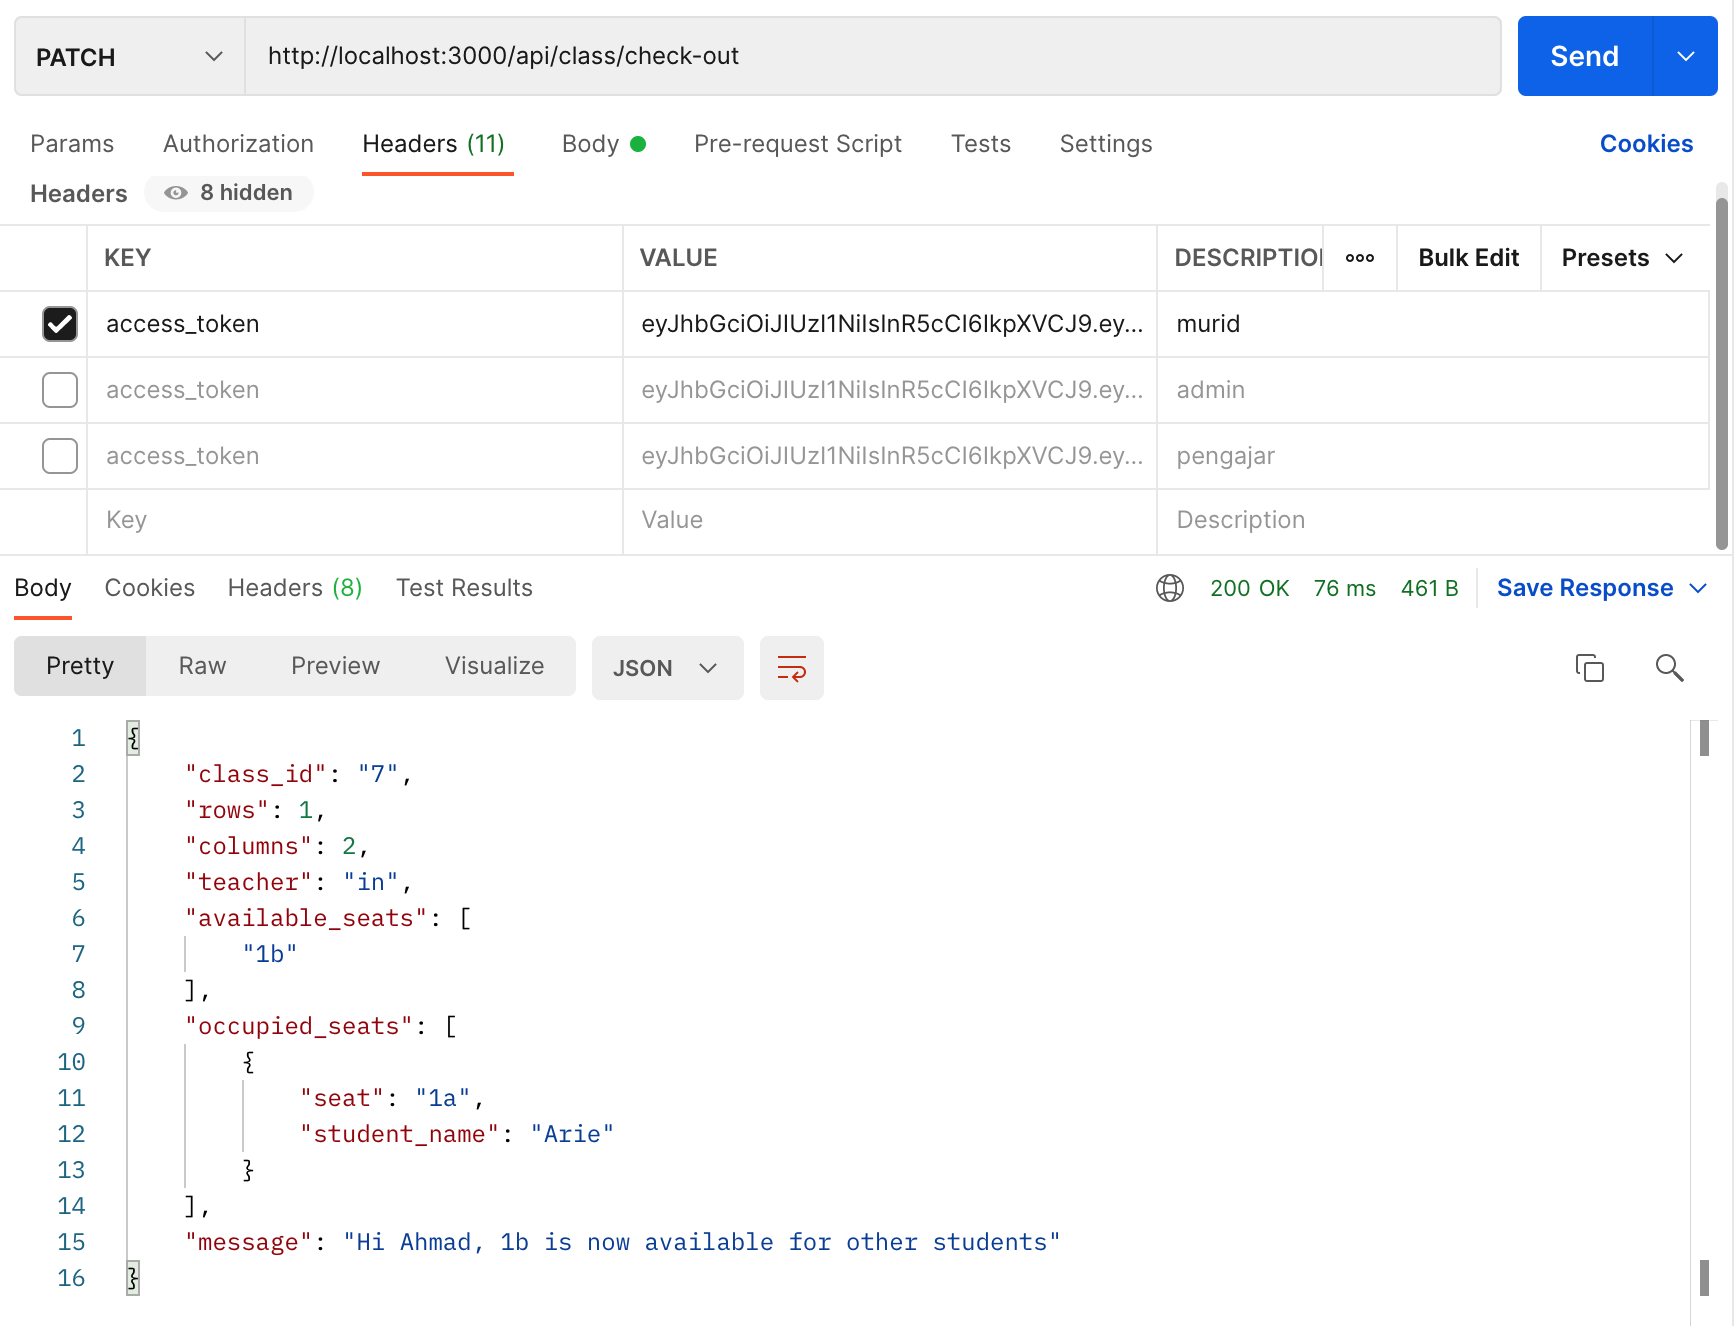 PATCH http://localhost:3000/api/class/check-out Send
Params Authorization Headers (11) Body Pre-request Script Tests Settings Cookies
Headers 8 hidden
KEY VALUE DESCRIPTIO ooo Bulk Edit Presets
access_token eyJhbGciOiJIUzI1NiIsInR5cCI6IkpXVCJ9.ey... murid
access_token eyJhbGciOiJIUzI1NiIsInR5cCI6IkpXVCJ9.ey... admin
access_token eyJhbGciOiJIUzI1NiIsInR5cCI6IkpXVCJ9.ey... pengajar
Key Value Description
Body Cookies Headers (8) Test Results 200 OK 76 ms 461 B Save Response
Pretty Raw Preview Visualize JSON
1 {
2 "class_id": "7",
3 "rows": 1,
4 "columns": 2,
5 "teacher": "in",
6 "available_seats": [
7 "1b"
8 ],
9 "occupied_seats": [
10 {
11 "seat": "1a",
12 "student_name": "Arie"
13 }
14 ],
15 "message": "Hi Ahmad, 1b is now available for other students"
16 }